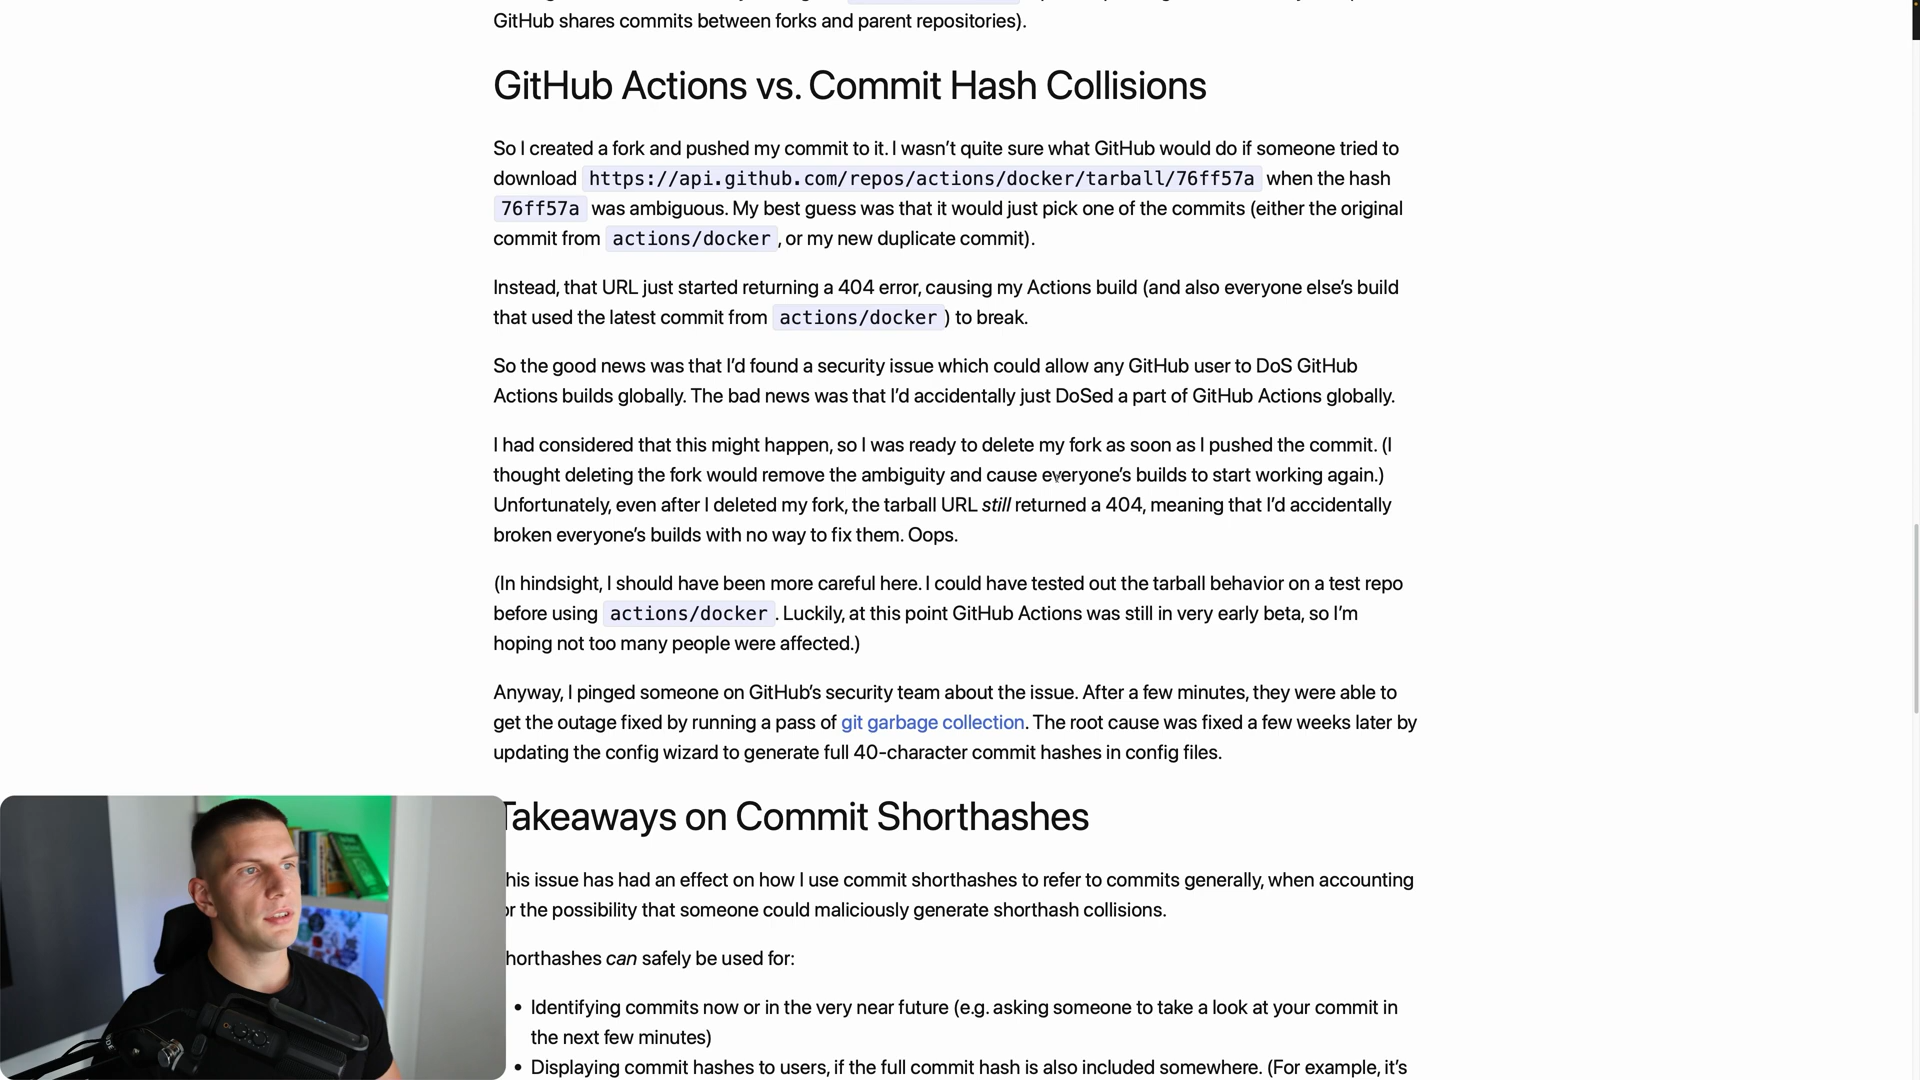 GitHub shares commits between forks and parent repositories).
GitHub Actions vs. Commit Hash Collisions
So I created a fork and pushed my commit to it. I wasn’t quite sure what GitHub would do if someone tried to
download https://api.github.com/repos/actions/docker/tarball/76ff57a when the hash
76ff57a was ambiguous. My best guess was that it would just pick one of the commits (either the original
commit from actions/docker, or my new duplicate commit).
Instead, that URL just started returning a 404 error, causing my Actions build (and also everyone else’s build
that used the latest commit from actions/docker) to break.
So the good news was that I’d found a security issue which could allow any GitHub user to DoS GitHub
Actions builds globally. The bad news was that I’d accidentally just DoSed a part of GitHub Actions globally.
I had considered that this might happen, so I was ready to delete my fork as soon as I pushed the commit. (I
thought deleting the fork would remove the ambiguity and cause everyone’s builds to start working again.)
Unfortunately, even after I deleted my fork, the tarball URL still returned a 404, meaning that I’d accidentally
broken everyone’s builds with no way to fix them. Oops.
(In hindsight, I should have been more careful here. I could have tested out the tarball behavior on a test repo
before using actions/docker. Luckily, at this point GitHub Actions was still in very early beta, so I’m
hoping not too many people were affected.)
Anyway, I pinged someone on GitHub’s security team about the issue. After a few minutes, they were able to
get the outage fixed by running a pass of git garbage collection. The root cause was fixed a few weeks later by
updating the config wizard to generate full 40-character commit hashes in config files.
Takeaways on Commit Shorthashes
his issue has had an effect on how I use commit shorthashes to refer to commits generally, when accounting
or the possibility that someone could maliciously generate shorthash collisions.
horthashes can safely be used for:
• Identifying commits now or in the very near future (e.g. asking someone to take a look at your commit in
the next few minutes)
• Displaying commit hashes to users, if the full commit hash is also included somewhere. (For example, it’s